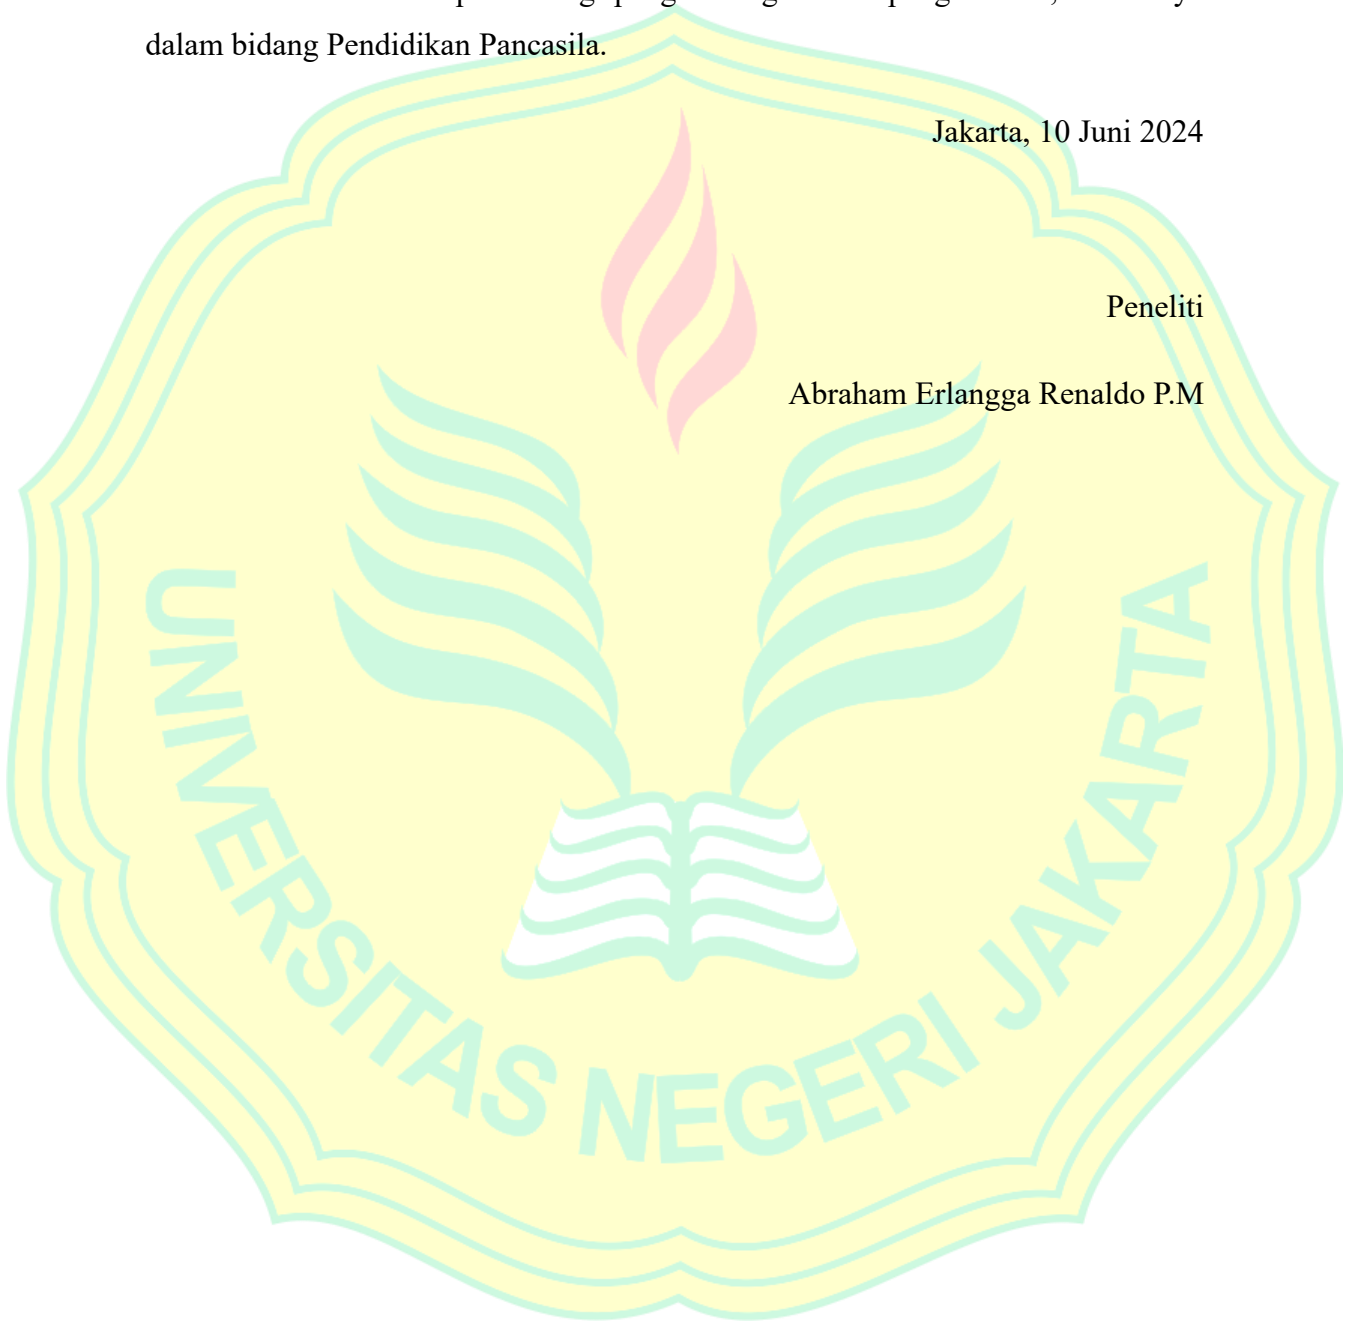 dalam bidang Pendidikan Pancasila.
Jakarta, 10 Juni 2024
Peneliti
Abraham Erlangga Renaldo P.M
UNIVERSITAS NEGERI JAKARTA